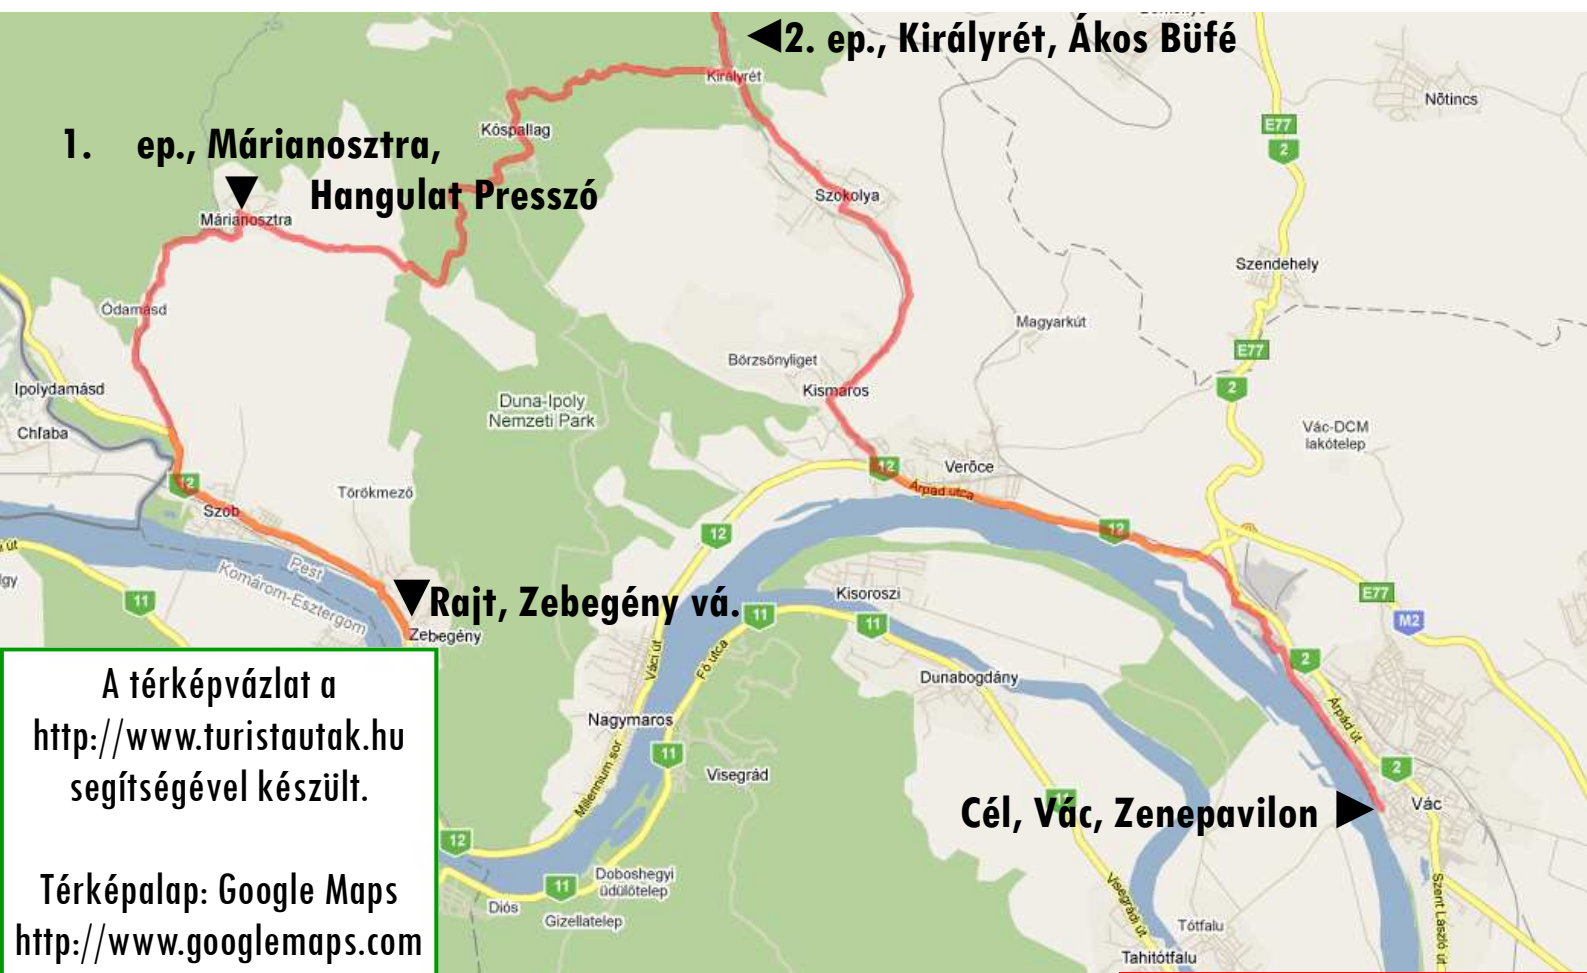 ◄2. ep., Királyrét, Ákos Büfé
Királyrét
Nőtincs
E77
2
Kóspallag
1. ep., Márianosztra,
Hangulat Presszó
Márianosztra
Szokolya
Szendehely
Ódamásd
Magyarkút
E77
2
Börzsönyliget
Kismaros
Ipolydamásd
Duna-Ipoly
Nemzeti Park
Chľaba
Vác-DCM
lakótelep
12
Verőce
12
Árpád utca
Törökmező
Szob
12
12
Pest
Komárom-Esztergom
11
▼Rajt, Zebegény vá.
Zebegény
Kisoroszi
11
11
E77
M2
2
Váci út
Fő utca
Dunabogdány
Árpád út
Nagymaros
11
Visegrád
Millennium sor
2
Vác
Cél, Vác, Zenepavilon ►
11
A térképvázlat a
http://www.turistautak.hu
segítségével készült.
Térképalap: Google Maps
http://www.googlemaps.com
12
Doboshegyi
üdülőtelep
11
Diós
Gizellatelep
Visegrádi út
Tótfalu
Tahitótfalu
Szent László út